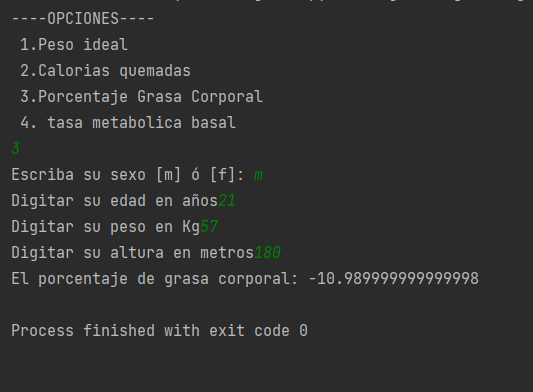 ----OPCIONES----
1.Peso ideal
2.Calorias quemadas
3.Porcentaje Grasa Corporal
4. tasa metabolica basal
3
Escriba su sexo [m] ó [f]: m
Digitar su edad en años21
Digitar su peso en Kg57
Digitar su altura en metros180
El porcentaje de grasa corporal: -10.989999999999998
Process finished with exit code 0